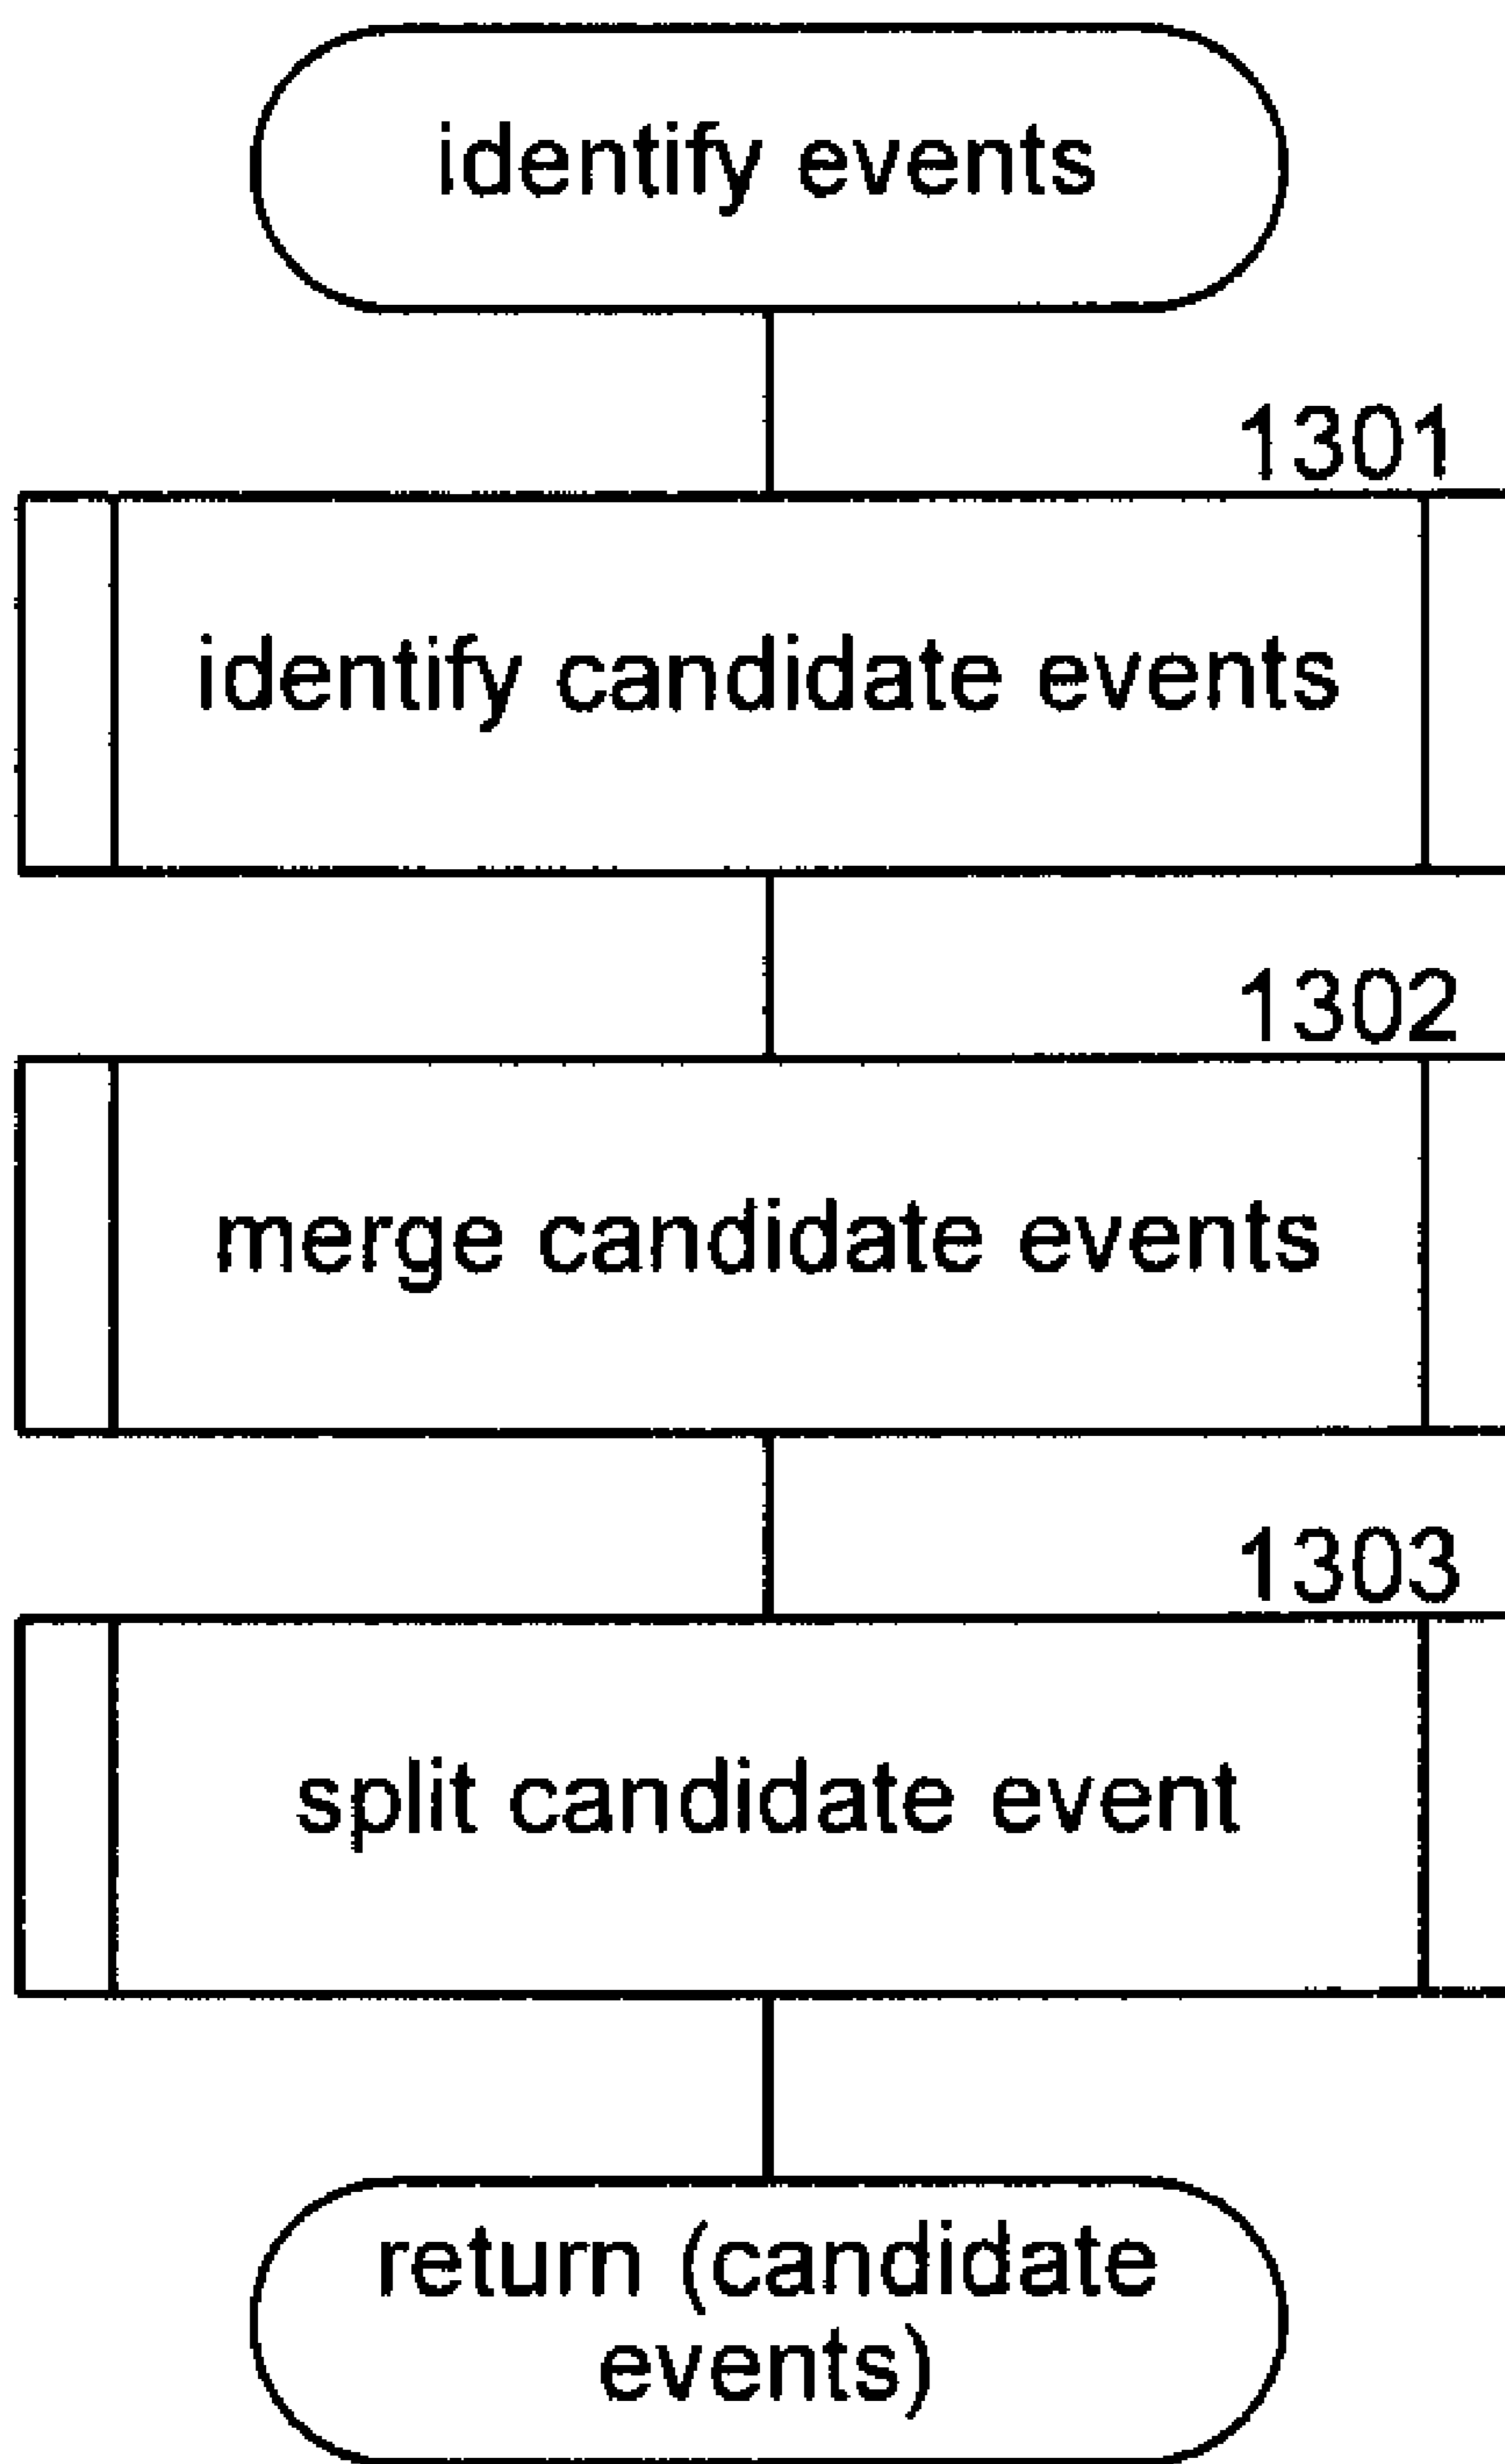 identify events
1301
identify candidate events
1302
merge candidate events
1303
split candidate event
return (candidate
events)